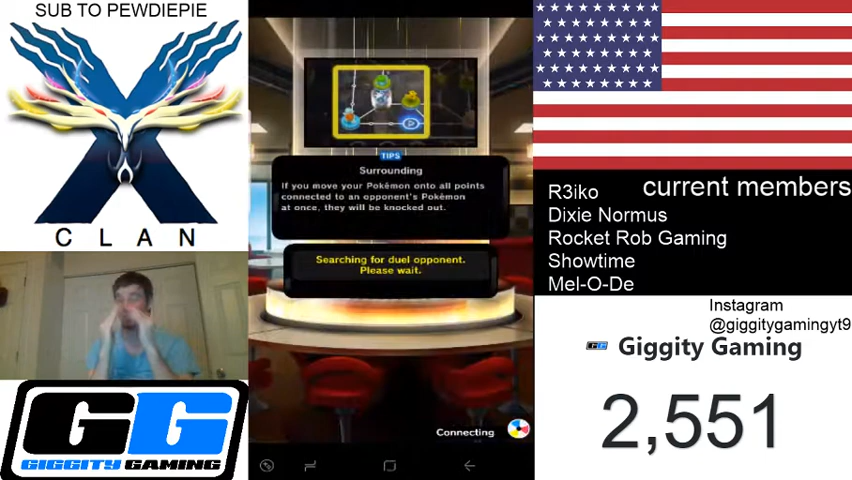 SUB TO PEWDIEPIE
C L A N
TIPS
Surrounding
If you move your Pokémon onto all points
connected to an opponent's Pokémon
at once, they will be knocked out.
Searching for duel opponent.
Please wait.
Connecting
current members
R3iko
Dixie Normus
Rocket Rob Gaming
Showtime
Mel-O-De
Instagram
@giggitygamingyt9
GG Giggity Gaming
2,551
GG
GIGGITY GAMING